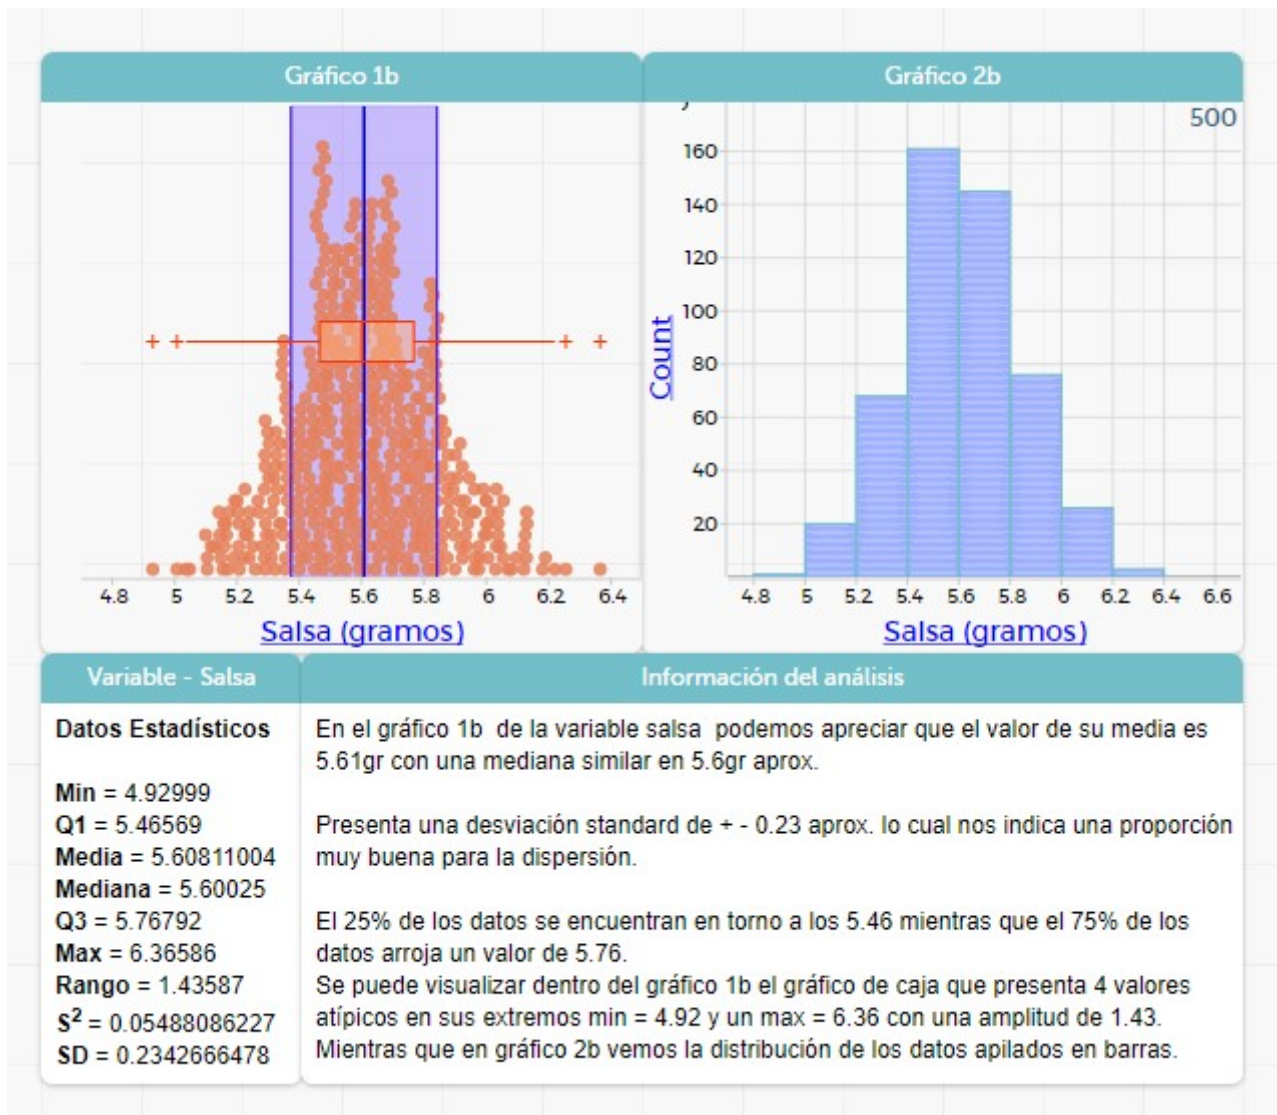 Gráfico 1b
4.8 5 5.2 5.4 5.6 5.8 6 6.2 6.4
Salsa (gramos)
Gráfico 2b
500
160
140
120
100
80
60
40
20
Count
4.8 5 5.2 5.4 5.6 5.8 6 6.2 6.4 6.6
Salsa (gramos)
Variable - Salsa
Datos Estadísticos
Min = 4.92999
Q1 = 5.46569
Media = 5.60811004
Mediana = 5.60025
Q3 = 5.76792
Max = 6.36586
Rango = 1.43587
S² = 0.05488086227
SD = 0.2342666478
Información del análisis
En el gráfico 1b de la variable salsa podemos apreciar que el valor de su media es
5.61gr con una mediana similar en 5.6gr aprox.
Presenta una desviación standard de + - 0.23 aprox. lo cual nos indica una proporción
muy buena para la dispersión.
El 25% de los datos se encuentran en torno a los 5.46 mientras que el 75% de los
datos arroja un valor de 5.76.
Se puede visualizar dentro del gráfico 1b el gráfico de caja que presenta 4 valores
atípicos en sus extremos min = 4.92 y un max = 6.36 con una amplitud de 1.43.
Mientras que en gráfico 2b vemos la distribución de los datos apilados en barras.